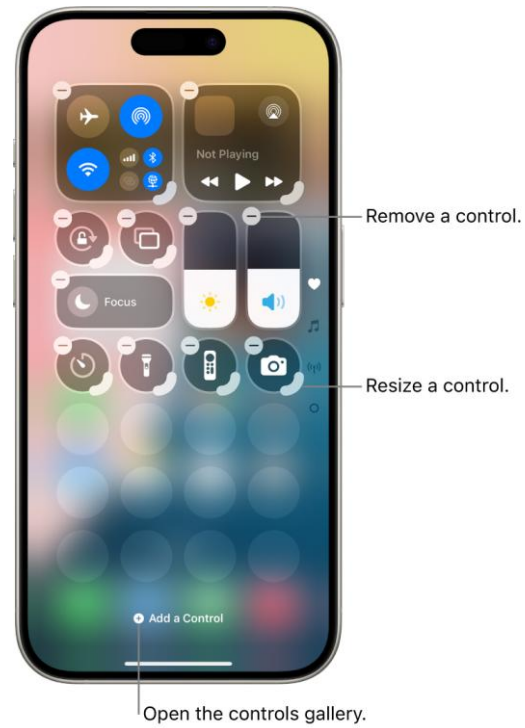 Not Playing
Remove a control.
Focus
Resize a control.
Add a Control
Open the controls gallery.